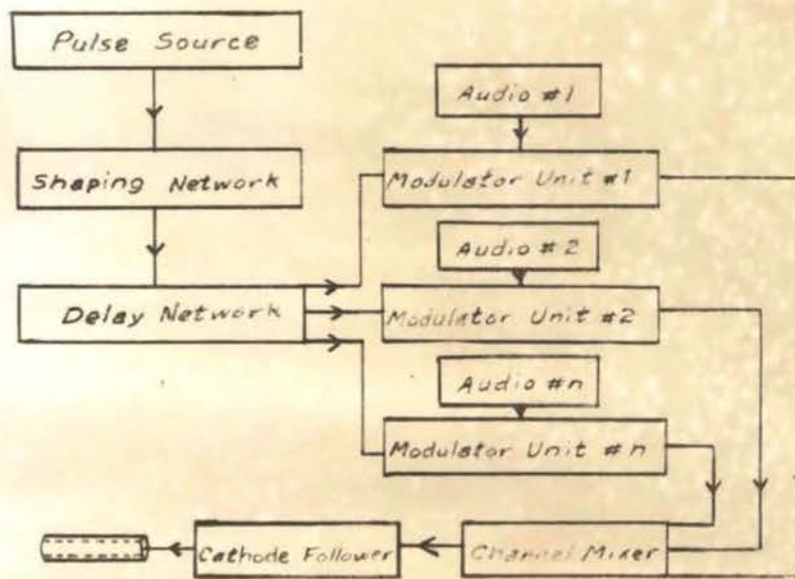 Pulse Source
Audio #1
Shaping Network
Modulator Unit #1
Audio #2
Delay Network
Modulator Unit #2
Audio #n
Modulator Unit #n
Cathode Follower
Channel Mixer